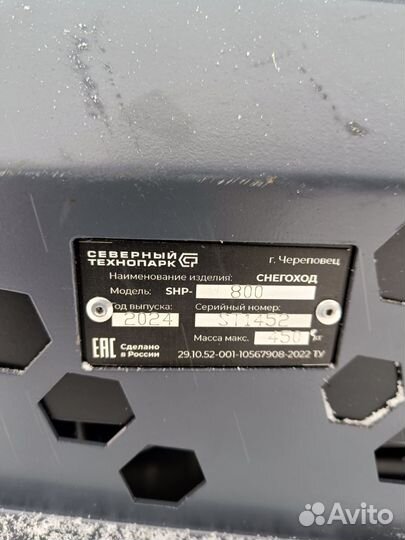 СЕВЕРНЫЙ
ТЕХНОПАРК
г. Череповец
Наименование изделия: СНЕГОХОД
Модель: SHP- 800
Год выпуска: Серийный номер:
2024 ST1452
Масса макс. 450 кг
ЕАС Сделано
в России
29.10.52-001-10567908-2022 ТУ
Avito